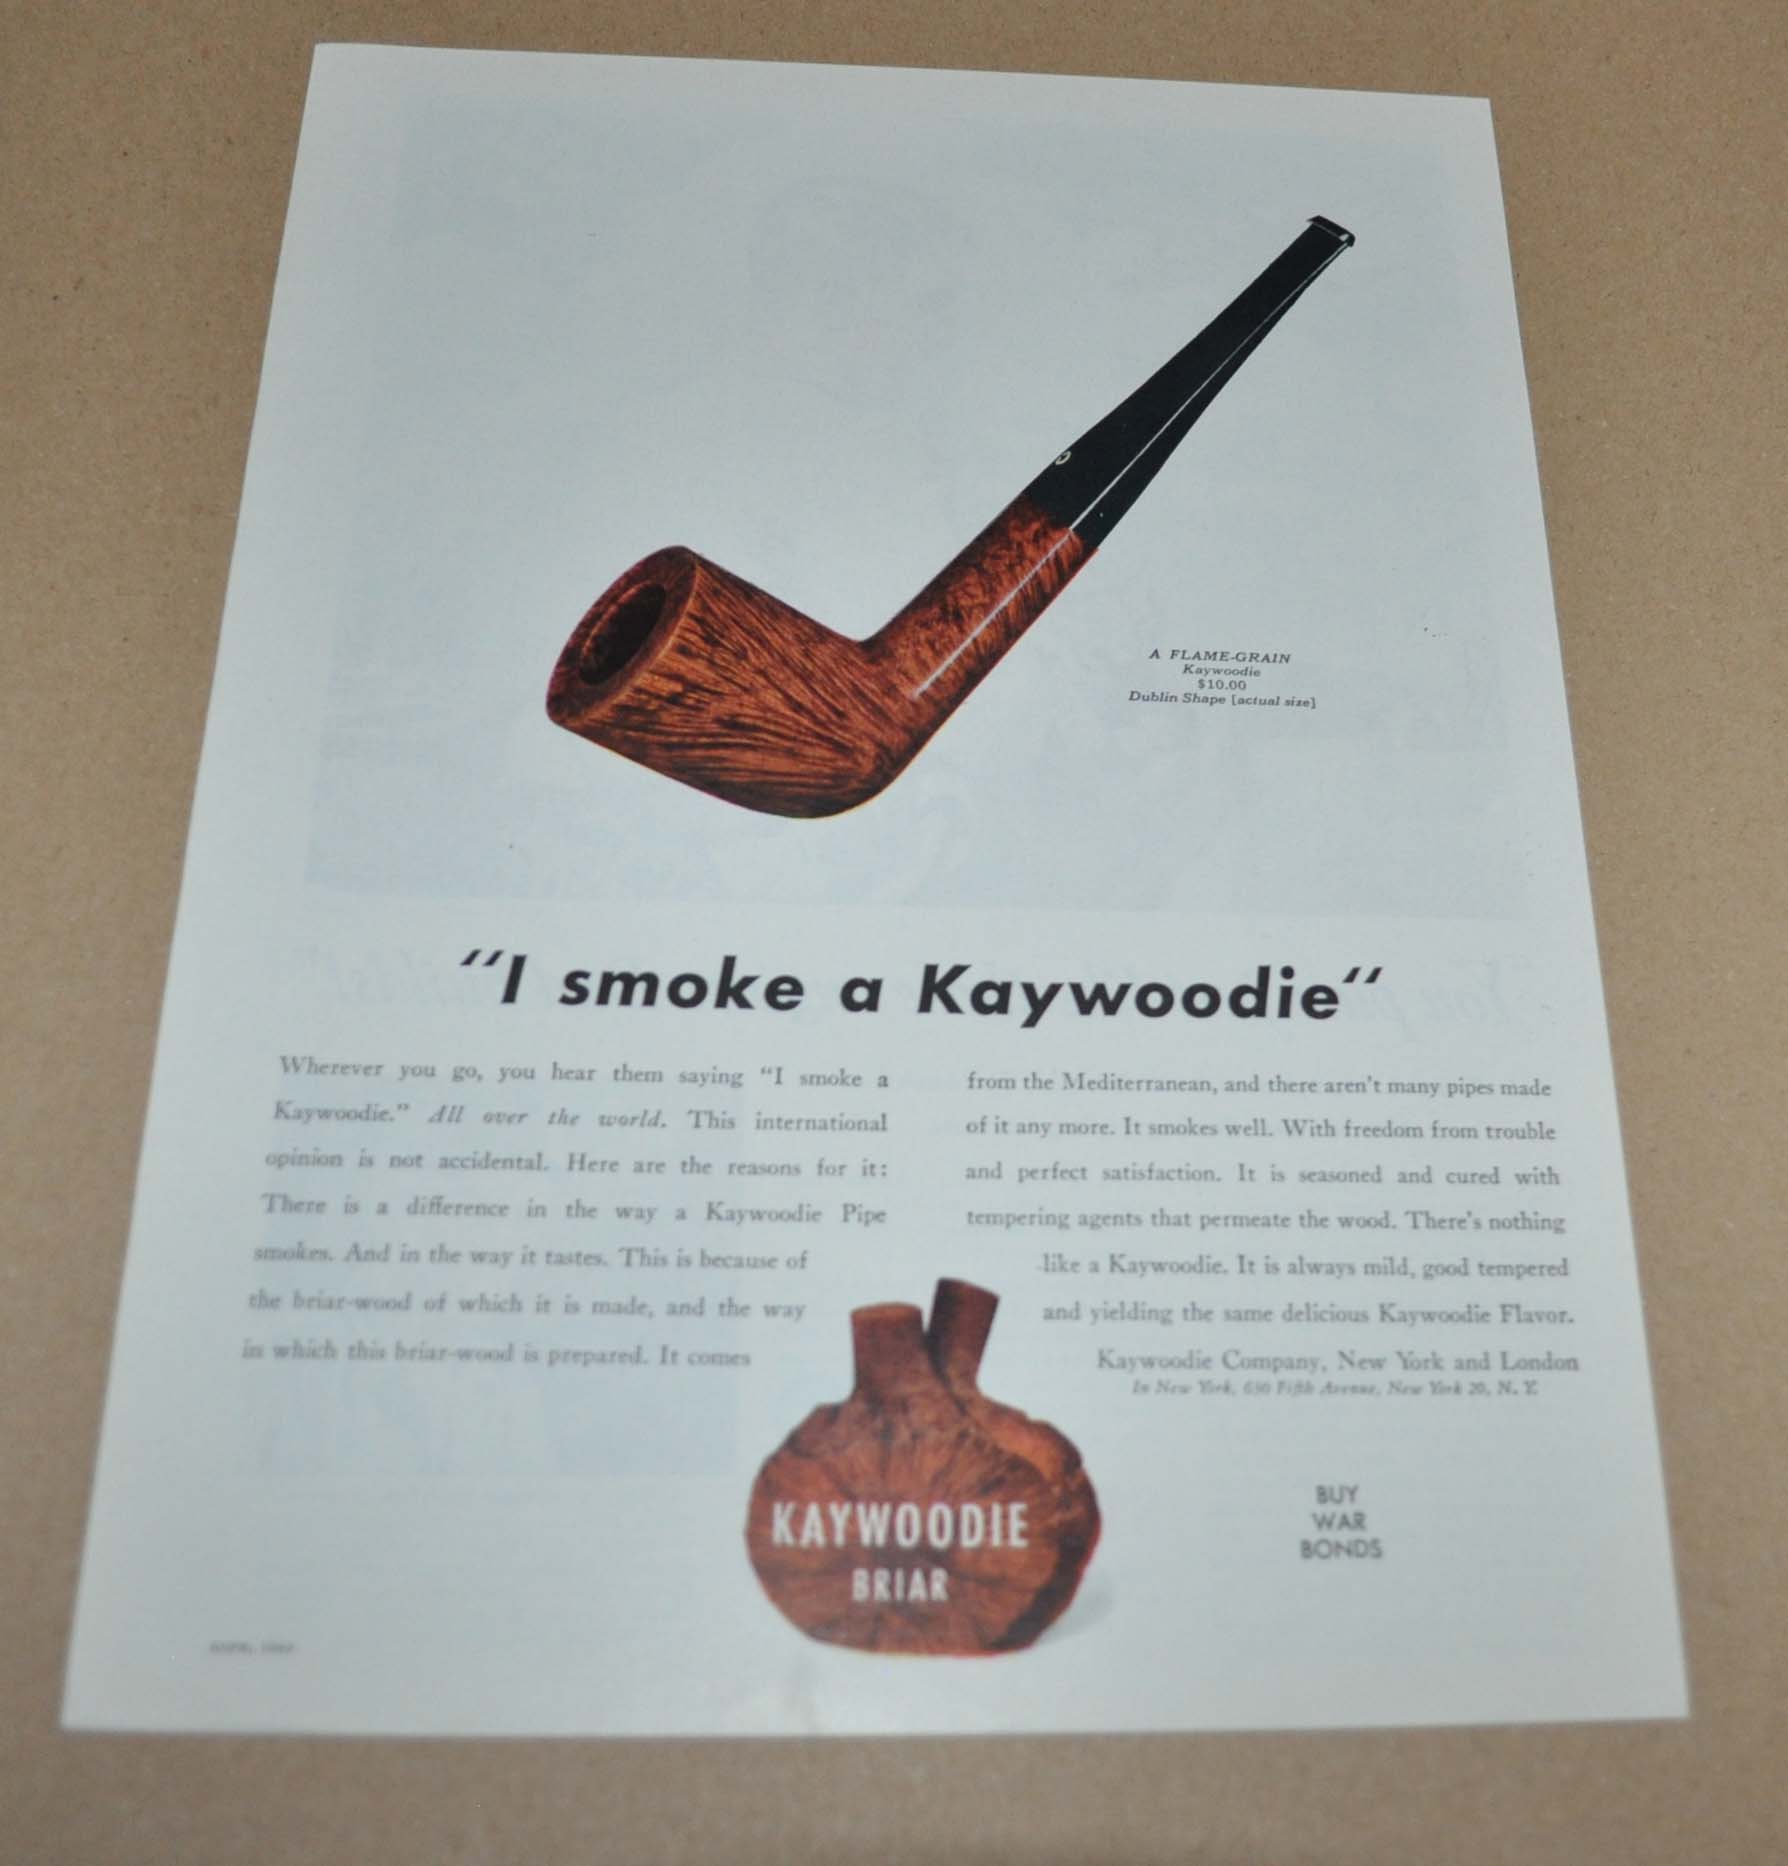 A FLAME-GRAIN
Kaywoodie
$10.00
Dublin Shape [actual size]
"I smoke a Kaywoodie"
Wherever you go, you hear them saying "I smoke a
Kaywoodie." All over the world. This international
opinion is not accidental. Here are the reasons for it:
There is a difference in the way a Kaywoodie Pipe
smokes. And in the way it tastes. This is because of
the briar-wood of which it is made, and the way
in which this briar-wood is prepared. It comes
from the Mediterranean, and there aren't many pipes made
of it any more. It smokes well. With freedom from trouble
and perfect satisfaction. It is seasoned and cured with
tempering agents that permeate the wood. There's nothing
like a Kaywoodie. It is always mild, good tempered
and yielding the same delicious Kaywoodie Flavor.
Kaywoodie Company, New York and London
In New York, 630 Fifth Avenue, New York 20, N. Y.
KAYWOODIE
BRIAR
BUY
WAR
BONDS